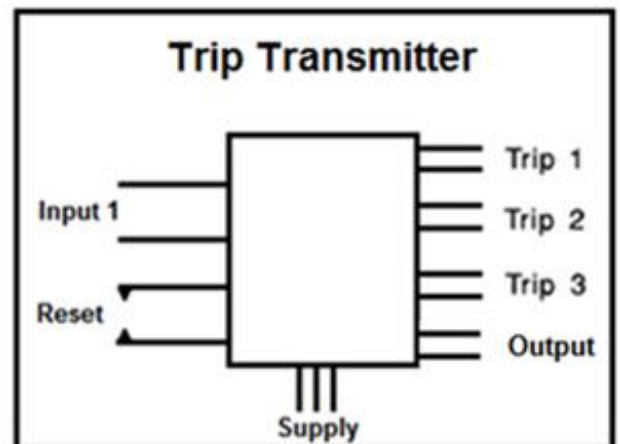 Trip Transmitter
Input 1
Reset
Trip 1
Trip 2
Trip 3
Output
Supply